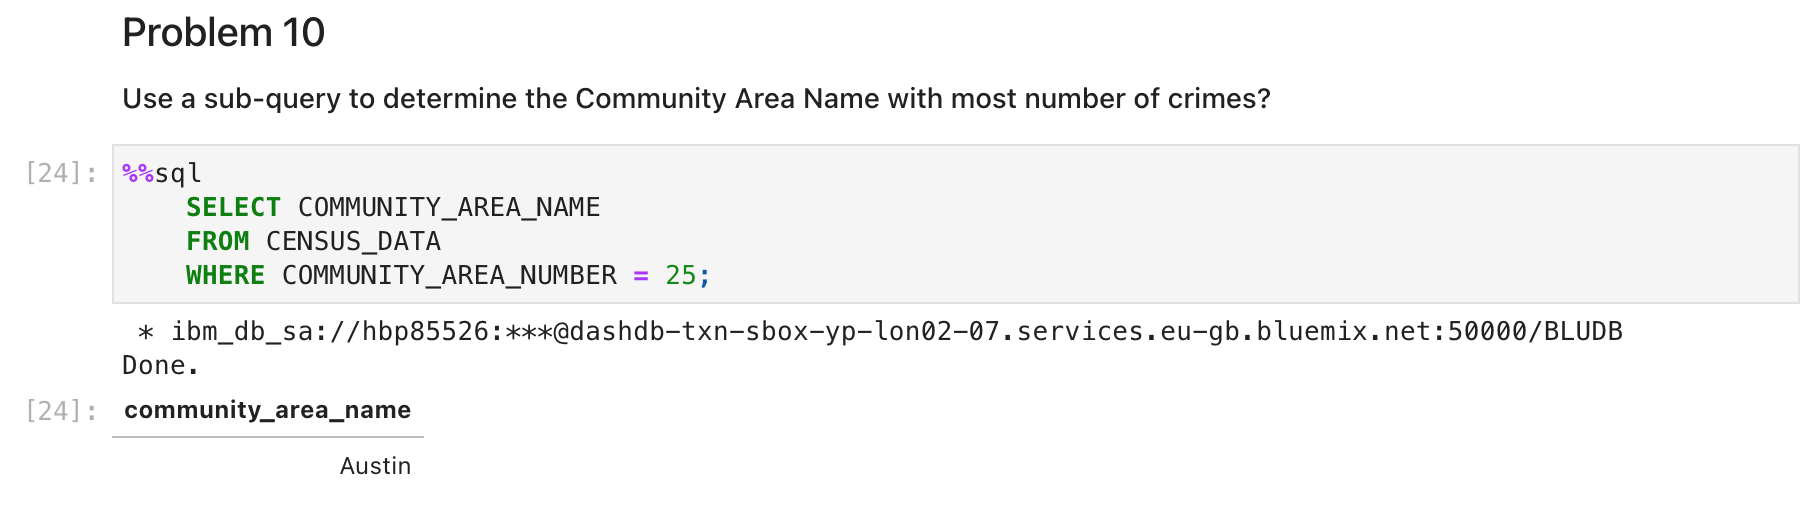 Problem 10
Use a sub-query to determine the Community Area Name with most number of crimes?
[24]: %%sql
    SELECT COMMUNITY_AREA_NAME
    FROM CENSUS_DATA
    WHERE COMMUNITY_AREA_NUMBER = 25;
 * ibm_db_sa://hbp85526:***@dashdb-txn-sbox-yp-lon02-07.services.eu-gb.bluemix.net:50000/BLUDB
Done.
[24]: community_area_name
Austin